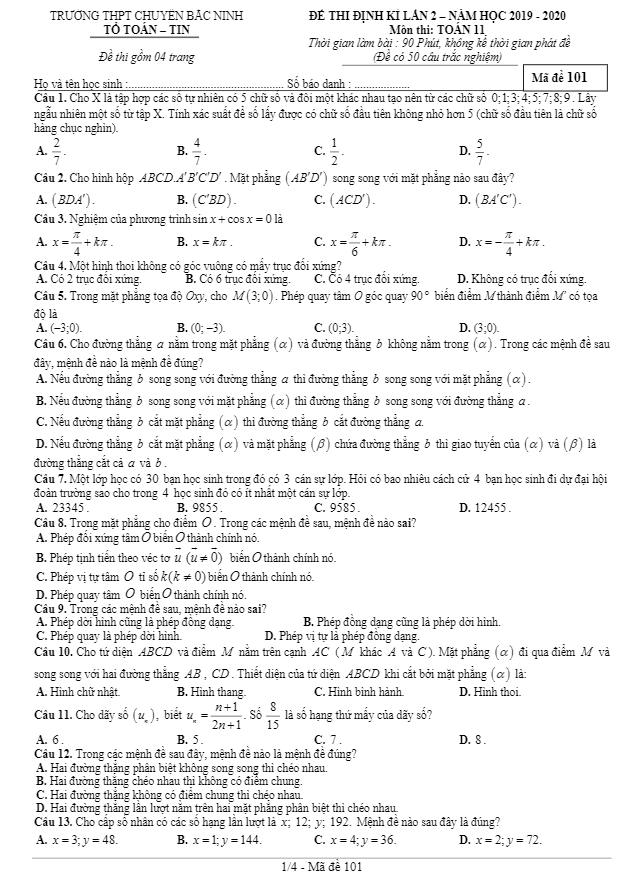 TRƯỜNG THPT CHUYÊN BẮC NINH
TỔ TOÁN – TIN
Đề thi gồm 04 trang
ĐỀ THI ĐỊNH KÌ LẦN 2 – NĂM HỌC 2019 - 2020
Môn thi: TOÁN 11
Thời gian làm bài : 90 Phút, không kể thời gian phát đề
(Đề có 50 câu trắc nghiệm)
Mã đề 101
Họ và tên học sinh :.................................................... Số báo danh : ...................
Câu 1. Cho X là tập hợp các số tự nhiên có 5 chữ số và đôi một khác nhau tạo nên từ các chữ số 0;1;3;4;5;7;8;9. Lấy
ngẫu nhiên một số từ tập X. Tính xác suất để số lấy được có chữ số đầu tiên không nhỏ hơn 5 (chữ số đầu tiên là chữ số
hàng chục nghìn).
A. 2/7. B. 4/7. C. 1/2. D. 5/7.
Câu 2. Cho hình hộp ABCD.A'B'C'D'. Mặt phẳng (AB'D') song song với mặt phẳng nào sau đây?
A. (BDA'). B. (C'BD). C. (ACD'). D. (BA'C').
Câu 3. Nghiệm của phương trình sin x + cos x = 0 là
A. x = π/4 + kπ. B. x = kπ. C. x = π/6 + kπ. D. x = −π/4 + kπ.
Câu 4. Một hình thoi không có góc vuông có mấy trục đối xứng?
A. Có 2 trục đối xứng. B. Có 6 trục đối xứng. C. Có 4 trục đối xứng. D. Không có trục đối xứng.
Câu 5. Trong mặt phẳng tọa độ Oxy, cho M(3;0). Phép quay tâm O góc quay 90° biến điểm M thành điểm M' có tọa
độ là
A. (–3;0). B. (0; –3). C. (0;3). D. (3;0).
Câu 6. Cho đường thẳng a nằm trong mặt phẳng (α) và đường thẳng b không nằm trong (α). Trong các mệnh đề sau
đây, mệnh đề nào là mệnh đề đúng?
A. Nếu đường thẳng b song song với đường thẳng a thì đường thẳng b song song với mặt phẳng (α).
B. Nếu đường thẳng b song song với mặt phẳng (α) thì đường thẳng b song song với đường thẳng a.
C. Nếu đường thẳng b cắt mặt phẳng (α) thì đường thẳng b cắt đường thẳng a.
D. Nếu đường thẳng b cắt mặt phẳng (α) và mặt phẳng (β) chứa đường thẳng b thì giao tuyến của (α) và (β) là
đường thẳng cắt cả a và b.
Câu 7. Một lớp học có 30 bạn học sinh trong đó có 3 cán sự lớp. Hỏi có bao nhiêu cách cử 4 bạn học sinh đi dự đại hội
đoàn trường sao cho trong 4 học sinh đó có ít nhất một cán sự lớp.
A. 23345. B. 9855. C. 9585. D. 12455.
Câu 8. Trong mặt phẳng cho điểm O. Trong các mệnh đề sau, mệnh đề nào sai?
A. Phép đối xứng tâm O biến O thành chính nó.
B. Phép tịnh tiến theo véc tơ u⃗ (u⃗ ≠ 0⃗) biến O thành chính nó.
C. Phép vị tự tâm O tỉ số k(k ≠ 0) biến O thành chính nó.
D. Phép quay tâm O biến O thành chính nó.
Câu 9. Trong các mệnh đề sau, mệnh đề nào sai?
A. Phép dời hình cũng là phép đồng dạng. B. Phép đồng dạng cũng là phép dời hình.
C. Phép quay là phép dời hình. D. Phép vị tự là phép đồng dạng.
Câu 10. Cho tứ diện ABCD và điểm M nằm trên cạnh AC (M khác A và C). Mặt phẳng (α) đi qua điểm M và
song song với hai đường thẳng AB, CD. Thiết diện của tứ diện ABCD khi cắt bởi mặt phẳng (α) là:
A. Hình chữ nhật. B. Hình thang. C. Hình bình hành. D. Hình thoi.
Câu 11. Cho dãy số (uₙ), biết uₙ = (n+1)/(2n+1). Số 8/15 là số hạng thứ mấy của dãy số?
A. 6. B. 5. C. 7. D. 8.
Câu 12. Trong các mệnh đề sau đây, mệnh đề nào là mệnh đề đúng?
A. Hai đường thẳng phân biệt không song song thì chéo nhau.
B. Hai đường thẳng chéo nhau thì không có điểm chung.
C. Hai đường thẳng không có điểm chung thì chéo nhau.
D. Hai đường thẳng lần lượt nằm trên hai mặt phẳng phân biệt thì chéo nhau.
Câu 13. Cho cấp số nhân có các số hạng lần lượt là x; 12; y; 192. Mệnh đề nào sau đây là đúng?
A. x = 3; y = 48. B. x = 1; y = 144. C. x = 4; y = 36. D. x = 2; y = 72.
1/4 - Mã đề 101